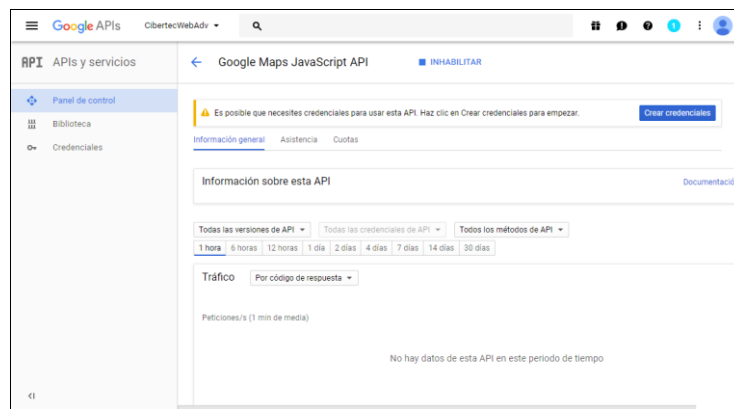 Google APIs CibertecWebAdv 1
API APIs y servicios Google Maps JavaScript API INHABILITAR
Panel de control
Es posible que necesites credenciales para usar esta API. Haz clic en Crear credenciales para empezar. Crear credenciales
Biblioteca
Credenciales
Información general Asistencia Cuotas
Información sobre esta API Documentació
Todas las versiones de API Todas las credenciales de API Todos los métodos de API
1 hora 6 horas 12 horas 1 día 2 días 4 días 7 días 14 días 30 días
Tráfico Por código de respuesta
Peticiones/s (1 min de media)
No hay datos de esta API en este periodo de tiempo